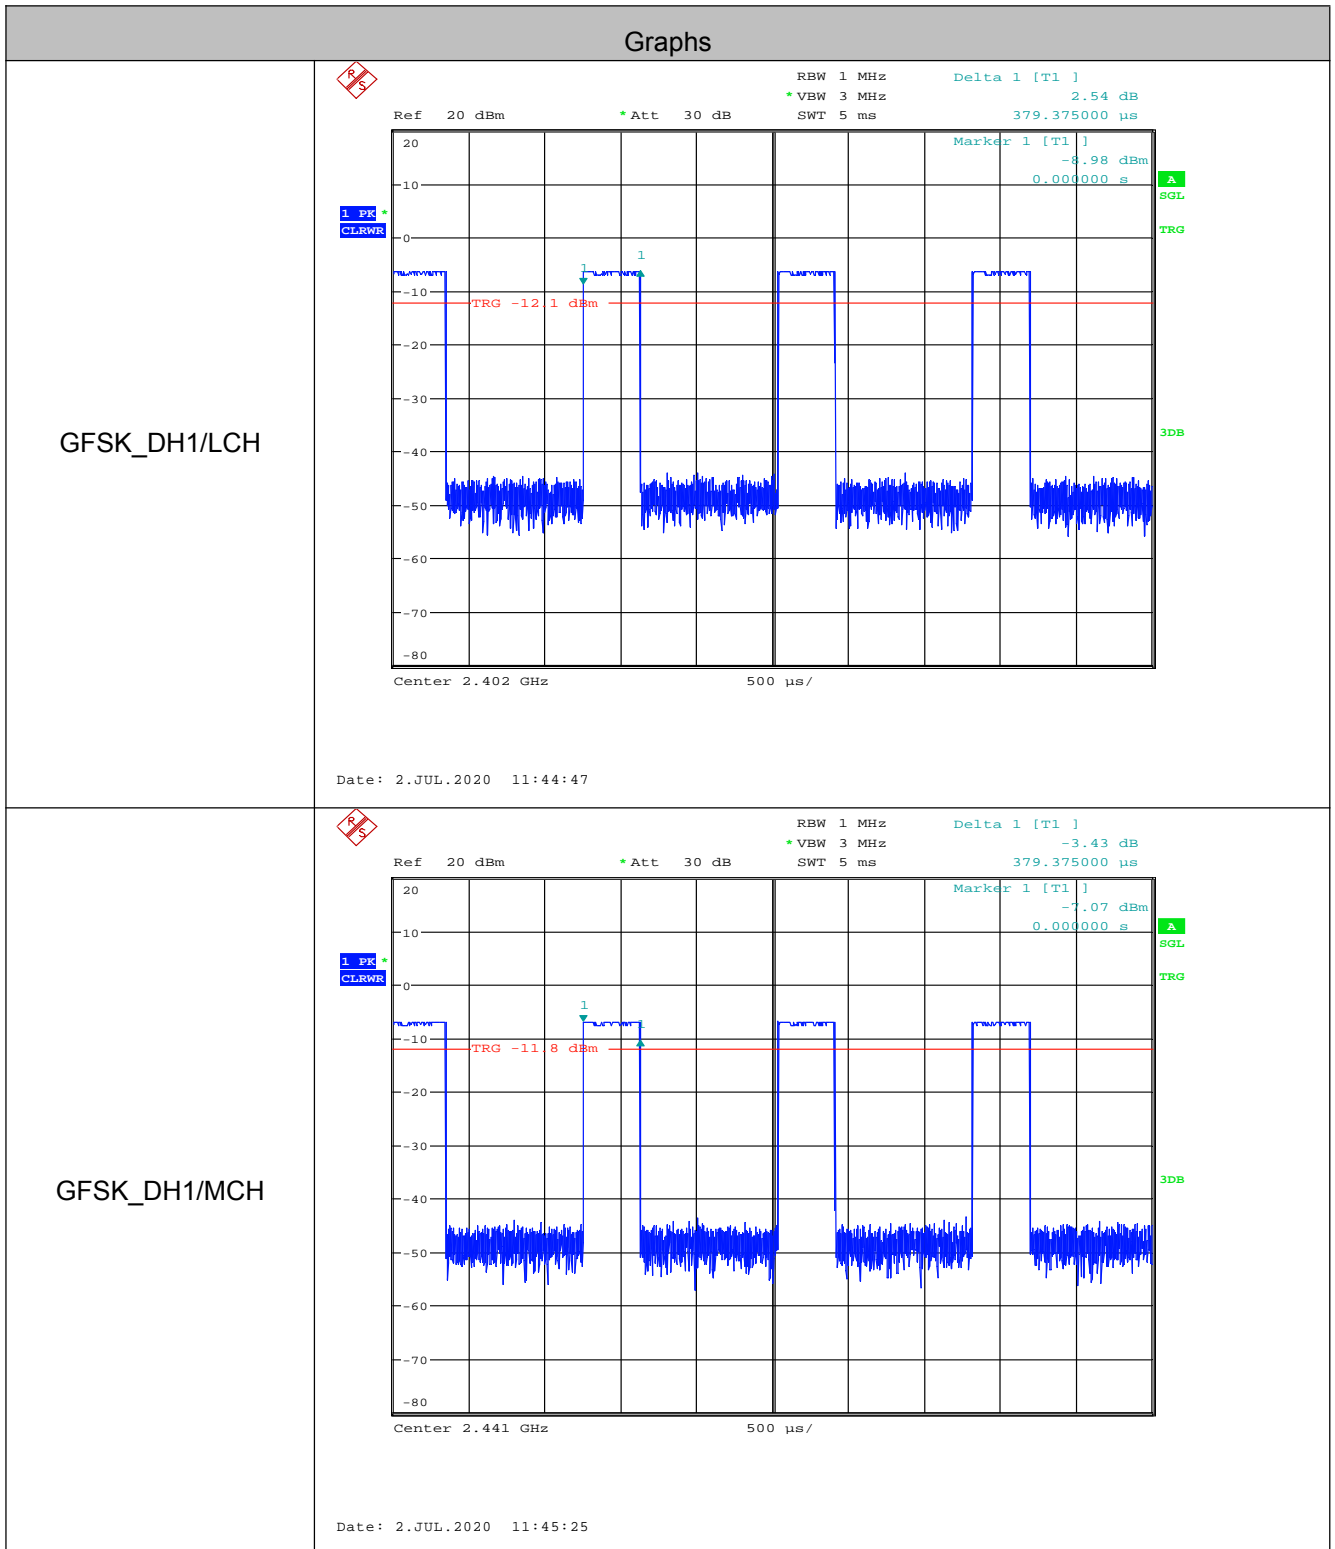 Graphs
GFSK_DH1/LCH
R S
RBW 1 MHz
Delta 1 [T1 ]
* VBW 3 MHz
2.54 dB
Ref 20 dBm
* Att 30 dB
SWT 5 ms
379.375000 µs
20
Marker 1 [T1 ]
-8.98 dBm
0.000000 s
A
SGL
10
1 PK *
CLRWR
TRG
0
1
1
-10
TRG -12.1 dBm
-20
-30
3DB
-40
-50
-60
-70
-80
Center 2.402 GHz
500 µs/
Date: 2.JUL.2020 11:44:47
GFSK_DH1/MCH
R S
RBW 1 MHz
Delta 1 [T1 ]
* VBW 3 MHz
-3.43 dB
Ref 20 dBm
* Att 30 dB
SWT 5 ms
379.375000 µs
20
Marker 1 [T1 ]
-7.07 dBm
0.000000 s
A
SGL
10
1 PK *
CLRWR
TRG
0
1
1
-10
TRG -11.8 dBm
-20
-30
3DB
-40
-50
-60
-70
-80
Center 2.441 GHz
500 µs/
Date: 2.JUL.2020 11:45:25